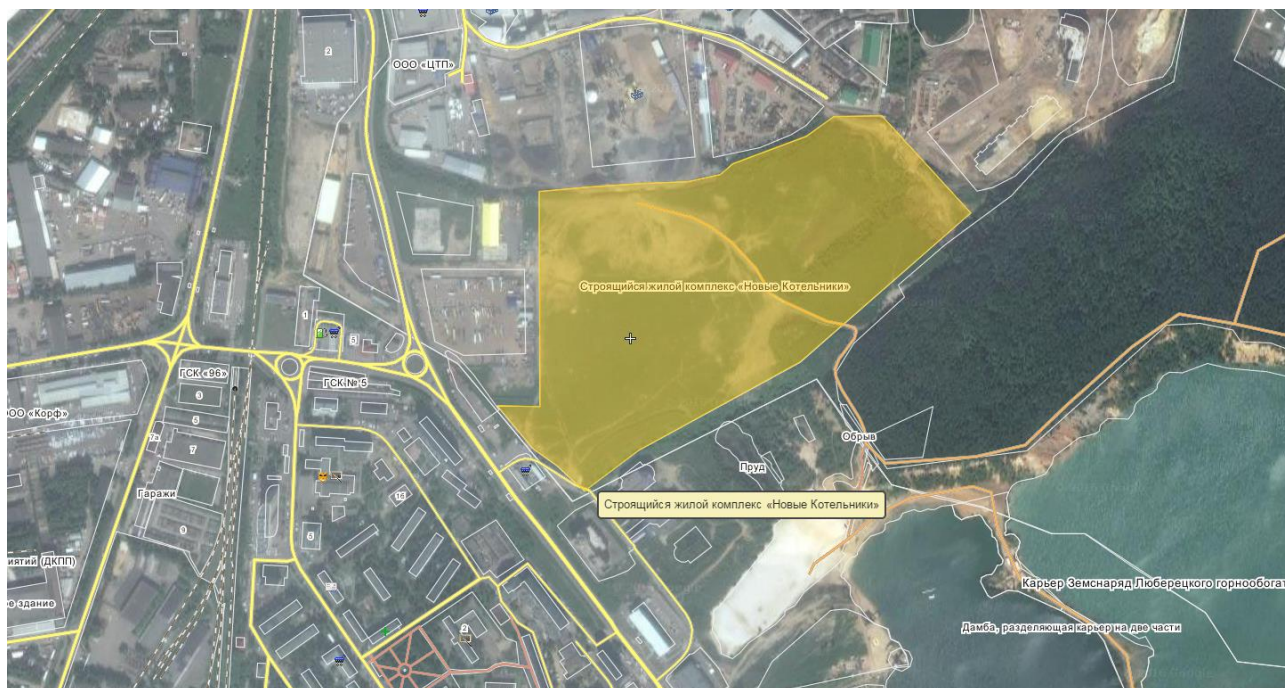 2
ООО «ЦТП»
Строящийся жилой комплекс «Новые Котельники»
1
5
ГСК «96»
ГСК № 5
3
ООО «Корф»
5
7а
7
Обрыв
Пруд
16
Гаражи
Строящийся жилой комплекс «Новые Котельники»
9
5
иятий (ДКПП)
Карьер Земснаряд Люберецкого горнообогат
ое здание
2
Дамба, разделяющая карьер на две части